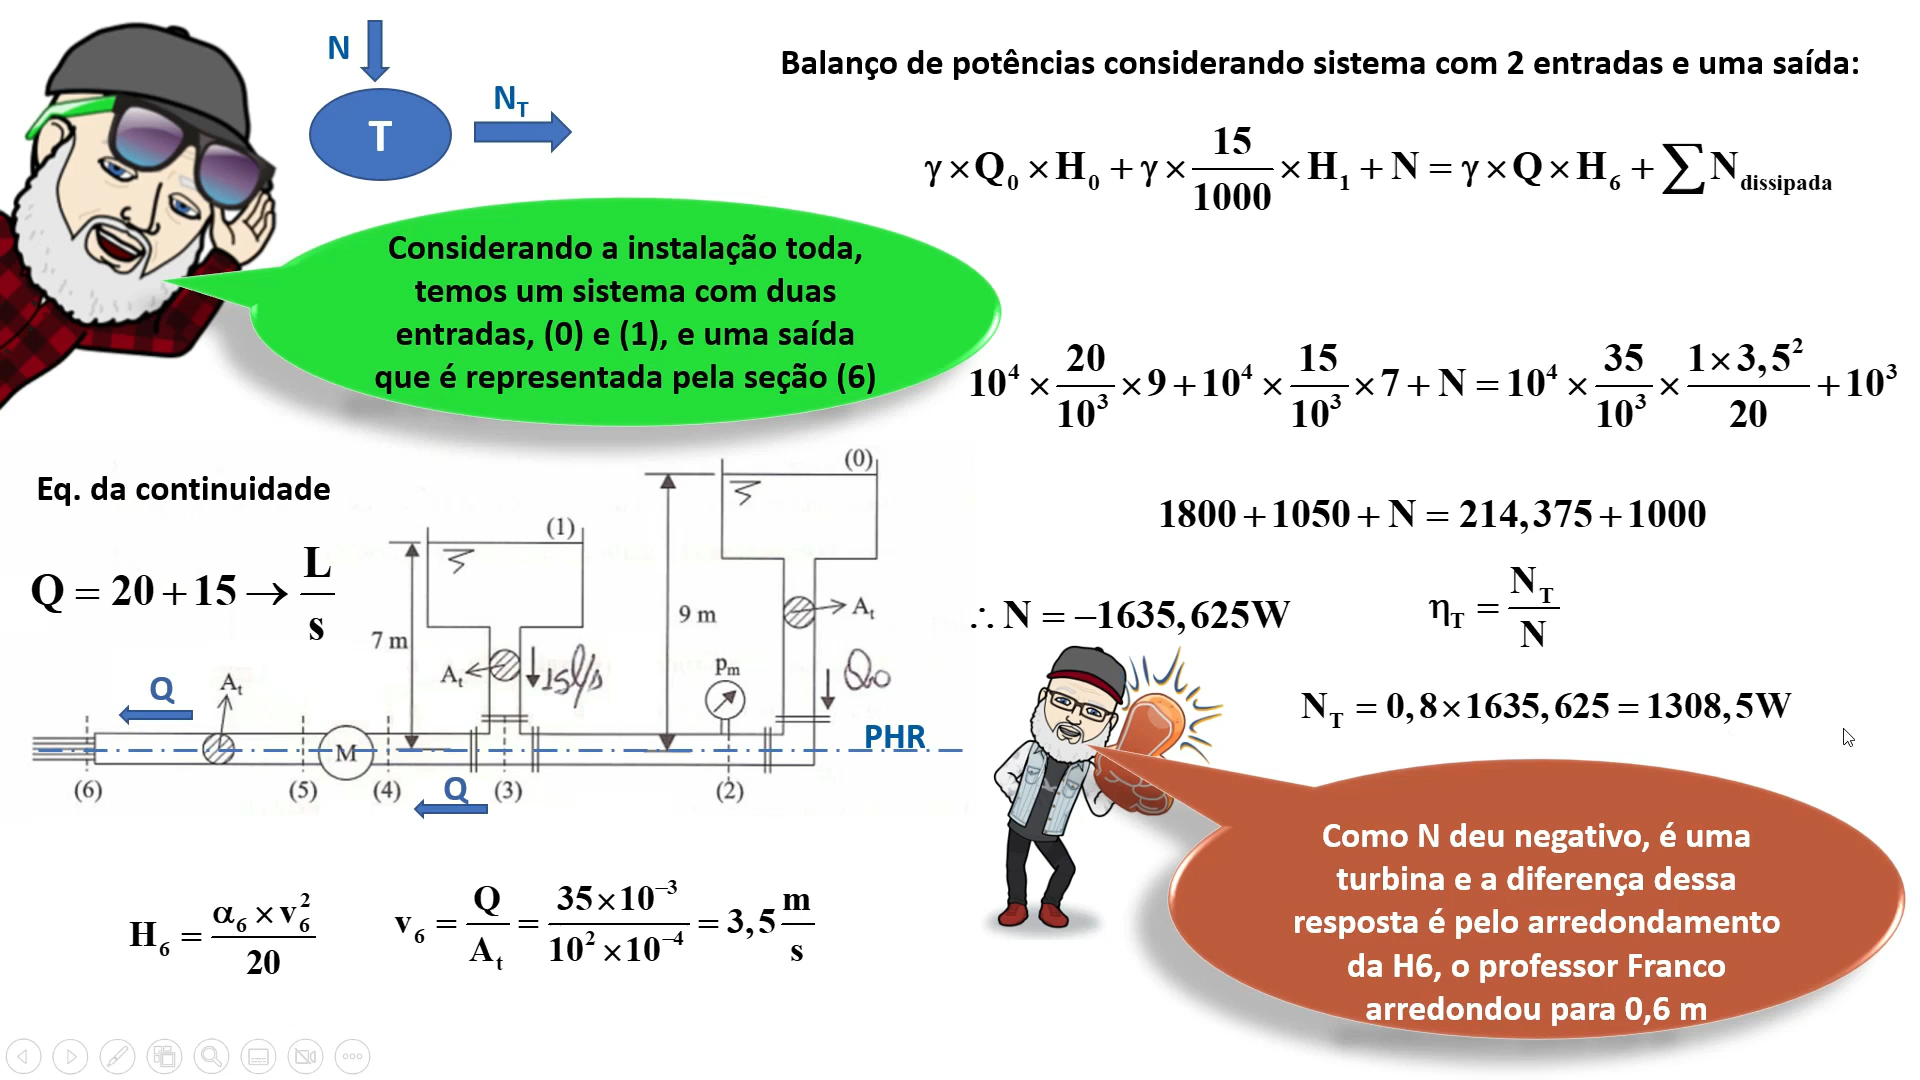 N
N_T
T
Balanço de potências considerando sistema com 2 entradas e uma saída:
γ×Q₀×H₀+γ×15/1000×H₁+N=γ×Q×H₆+∑N_dissipada
Considerando a instalação toda,
temos um sistema com duas
entradas, (0) e (1), e uma saída
que é representada pela seção (6)
10⁴×20/10³×9+10⁴×15/10³×7+N=10⁴×35/10³×1×3,5²/20+10³
Eq. da continuidade
Q=20+15→L/s
1800+1050+N=214,375+1000
∴N=−1635,625W
η_T=N_T/N
N_T=0,8×1635,625=1308,5W
(0)
(1)
9 m
7 m
A_t
A_t
A_t
15l/s
p_m
Q₀
Q
PHR
M
(6)
(5)
(4)
Q
(3)
(2)
H₆=α₆×v₆²/20
v₆=Q/A_t=35×10⁻³/10²×10⁻⁴=3,5 m/s
Como N deu negativo, é uma
turbina e a diferença dessa
resposta é pelo arredondamento
da H6, o professor Franco
arredondou para 0,6 m